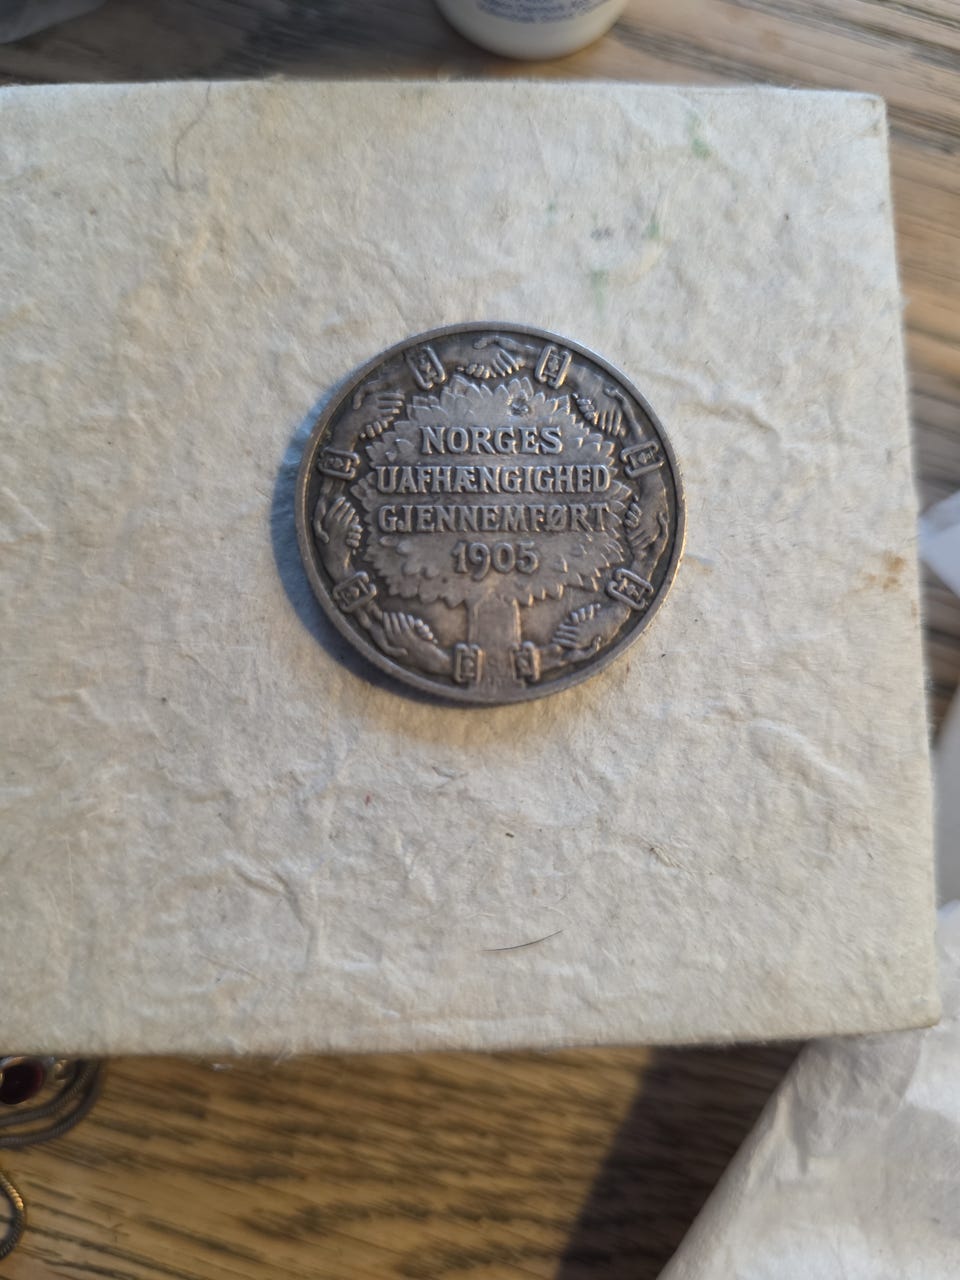 NORGES
UAFHÆNGIGHED
GJENNEMFØRT
1905